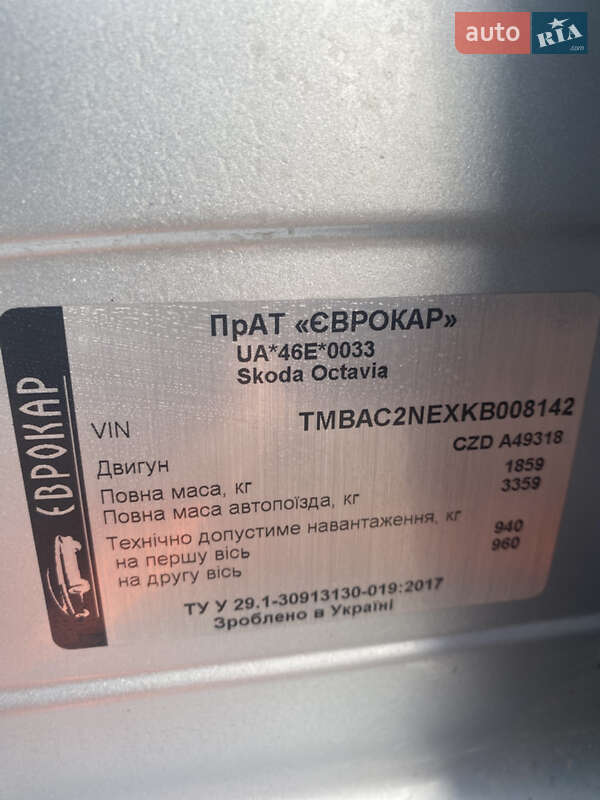 auto RIA .com
ПрАТ «ЄВРОКАР»
UA*46E*0033
Skoda Octavia
ЄВРОКАР
VIN TMBAC2NEXKB008142
Двигун CZD A49318
Повна маса, кг 1859
Повна маса автопоїзда, кг 3359
Технічно допустиме навантаження, кг
на першу вісь 940
на другу вісь 960
ТУ У 29.1-30913130-019:2017
Зроблено в Україні